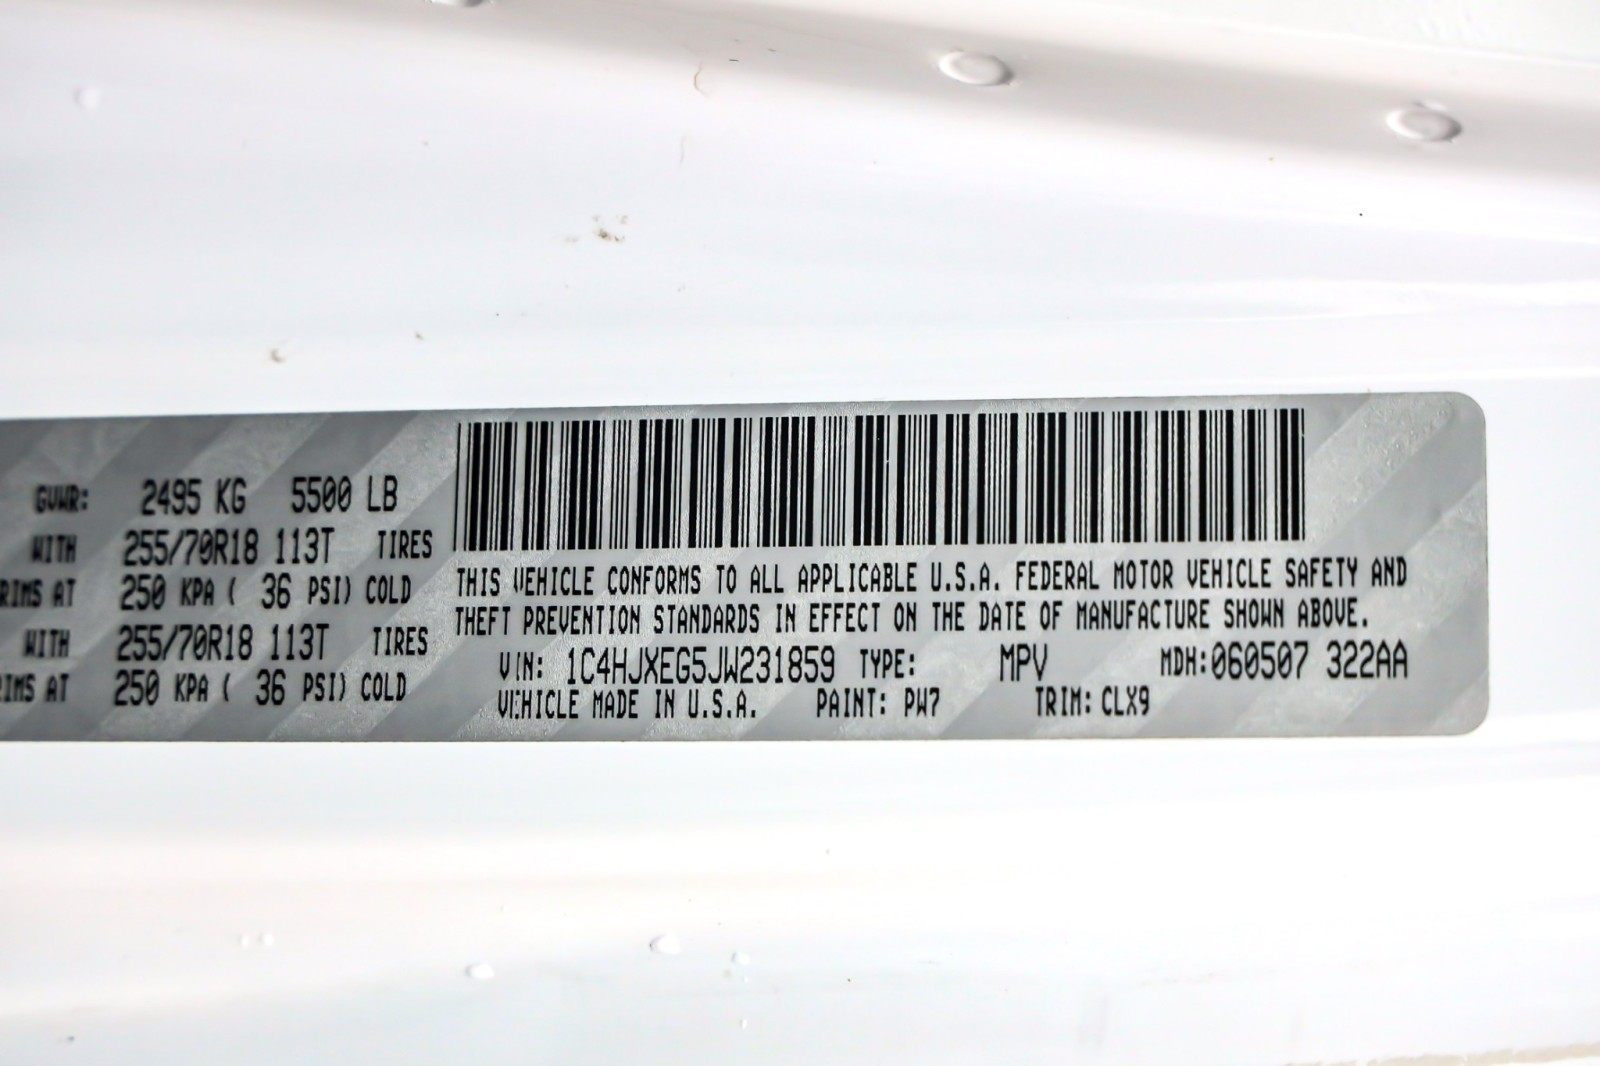 GVWR: 2495 KG 5500 LB
WITH 255/70R18 113T TIRES
RIMS AT 250 KPA ( 36 PSI) COLD
WITH 255/70R18 113T TIRES
RIMS AT 250 KPA ( 36 PSI) COLD
THIS VEHICLE CONFORMS TO ALL APPLICABLE U.S.A. FEDERAL MOTOR VEHICLE SAFETY AND
THEFT PREVENTION STANDARDS IN EFFECT ON THE DATE OF MANUFACTURE SHOWN ABOVE.
VIN: 1C4HJXEG5JW231859 TYPE: MPV MDH:060507 322AA
VEHICLE MADE IN U.S.A. PAINT: PW7 TRIM: CLX9